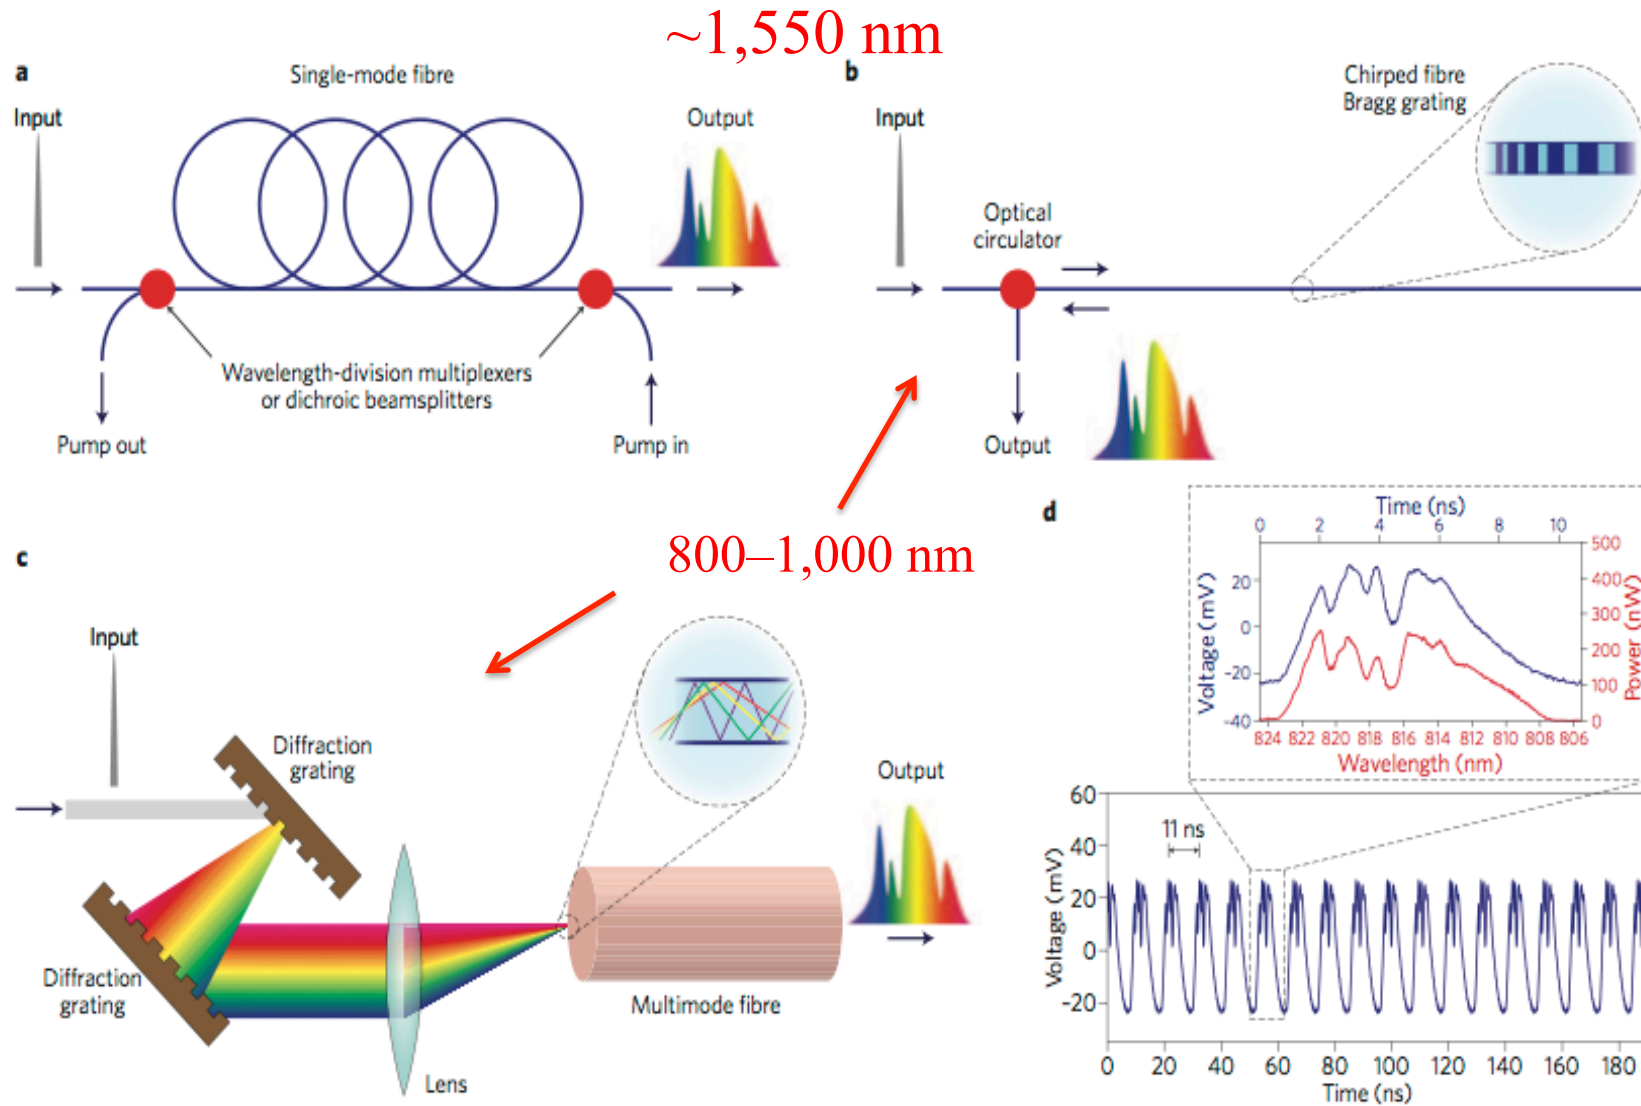 ~1,550 nm
a
Single-mode fibre
Input
Output
Wavelength-division multiplexers
or dichroic beamsplitters
Pump out
Pump in
b
Chirped fibre
Bragg grating
Input
Optical
circulator
Output
800–1,000 nm
c
Input
Diffraction
grating
Diffraction
grating
Lens
Multimode fibre
Output
d
Time (ns)
0 2 4 6 8 10
Voltage (mV)
20
0
-20
-40
500
400
300
200
100
0
Power (nW)
824 822 820 818 816 814 812 810 808 806
Wavelength (nm)
11 ns
Voltage (mV)
60
40
20
0
-20
0 20 40 60 80 100 120 140 160 180
Time (ns)